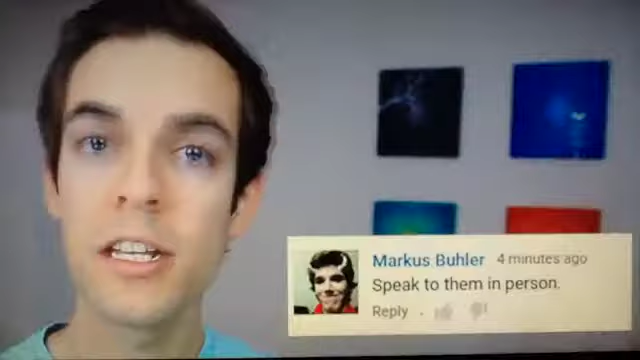 Markus Buhler 4 minutes ago
Speak to them in person.
Reply